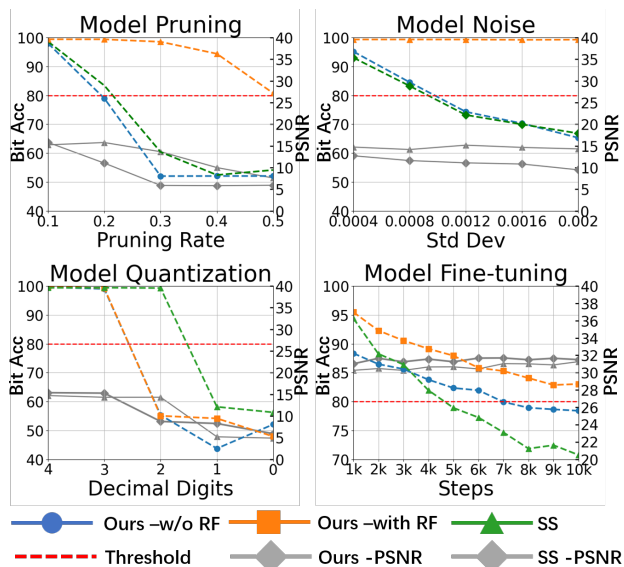 Model Pruning
Model Noise
100
90
80
70
60
50
40
40
35
30
25
20
15
10
5
0
Bit Acc
PSNR
0.1 0.2 0.3 0.4 0.5
Pruning Rate
100
90
80
70
60
50
40
40
35
30
25
20
15
10
5
0
Bit Acc
PSNR
0.0004 0.0008 0.0012 0.0016 0.002
Std Dev
Model Quantization
Model Fine-tuning
100
90
80
70
60
50
40
40
35
30
25
20
15
10
5
0
Bit Acc
PSNR
4 3 2 1 0
Decimal Digits
100
95
90
85
80
75
70
40
38
36
34
32
30
28
26
24
22
20
Bit Acc
PSNR
1k 2k 3k 4k 5k 6k 7k 8k 9k 10k
Steps
Ours –w/o RF
Ours –with RF
SS
Threshold
Ours -PSNR
SS -PSNR